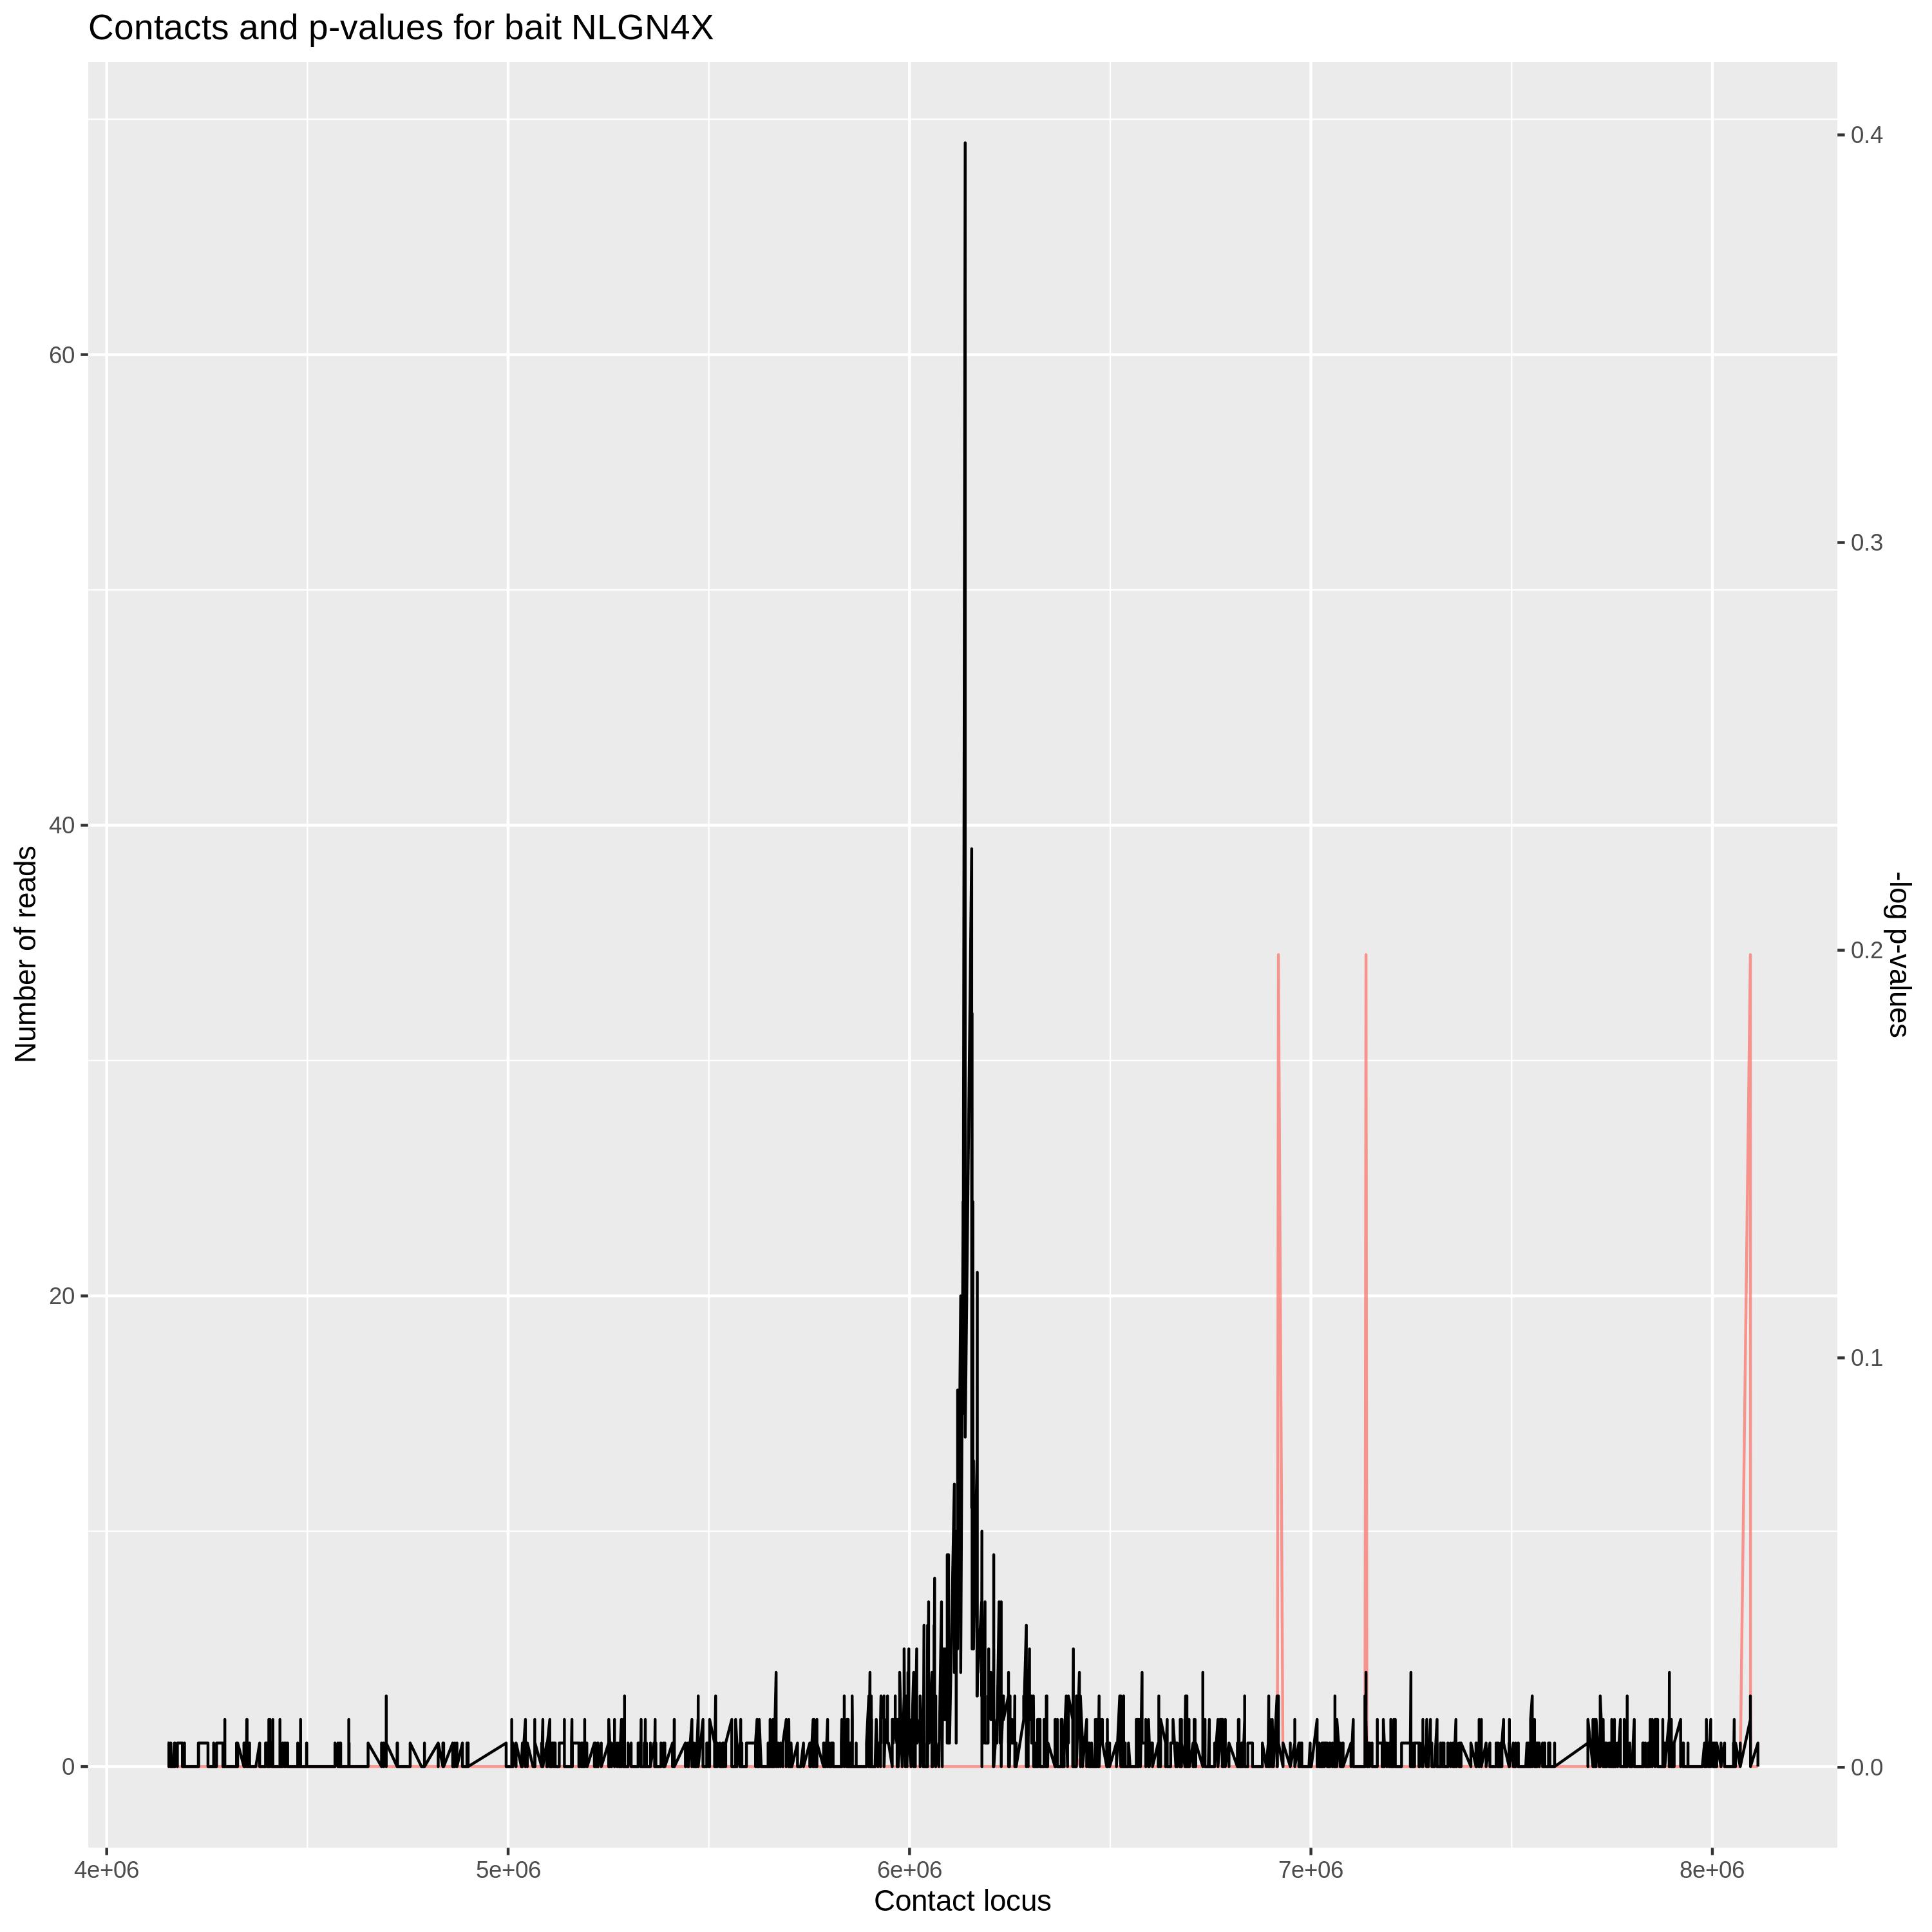 Contacts and p-values for bait NLGN4X
Number of reads
60
40
20
0
0.4
0.3
0.2
0.1
0.0
-log p-values
4e+06
5e+06
6e+06
7e+06
8e+06
Contact locus